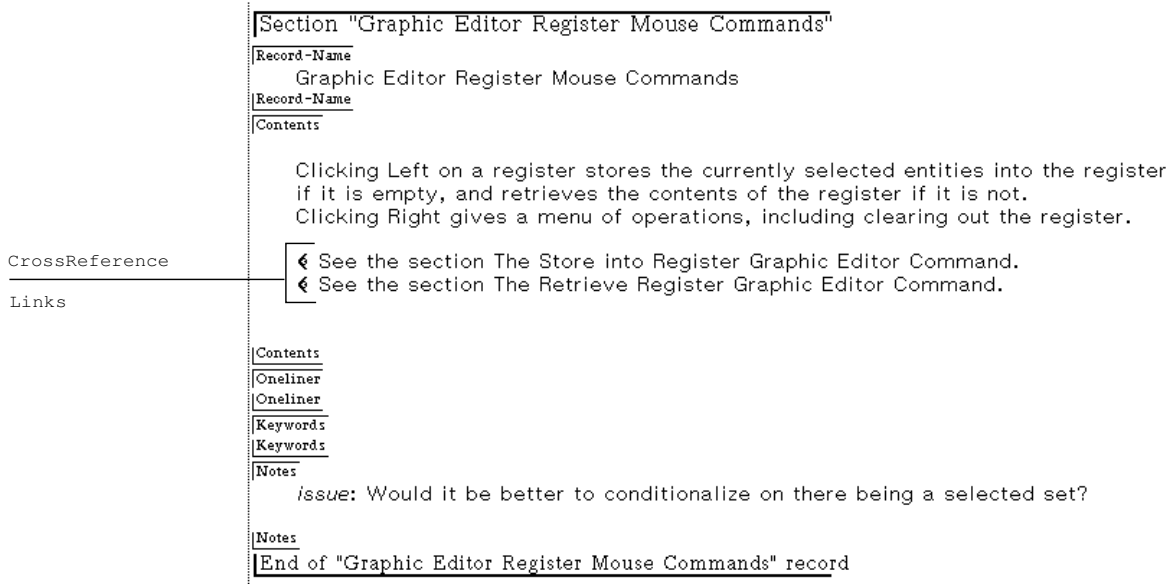 Section "Graphic Editor Register Mouse Commands"
Record-Name
Graphic Editor Register Mouse Commands
Record-Name
Contents
Clicking Left on a register stores the currently selected entities into the register
if it is empty, and retrieves the contents of the register if it is not.
Clicking Right gives a menu of operations, including clearing out the register.
CrossReference
Links
See the section The Store into Register Graphic Editor Command.
See the section The Retrieve Register Graphic Editor Command.
Contents
Oneliner
Oneliner
Keywords
Keywords
Notes
issue: Would it be better to conditionalize on there being a selected set?
Notes
End of "Graphic Editor Register Mouse Commands" record